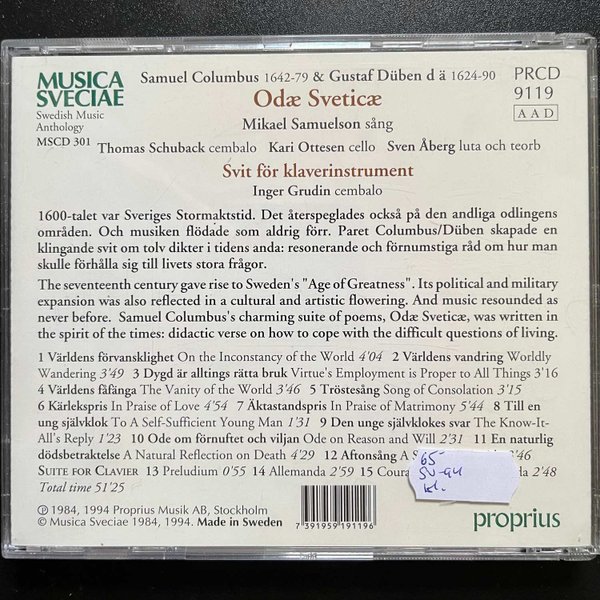 MUSICA
SVECIAE
Swedish Music
Anthology
MSCD 301
Samuel Columbus 1642-79 & Gustaf Düben d ä 1624-90
Odæ Sveticæ
Mikael Samuelson sång
Thomas Schuback cembalo Kari Ottesen cello Sven Åberg luta och teorb
Svit för klaverinstrument
Inger Grudin cembalo
PRCD
9119
AAD
1600-talet var Sveriges Stormaktstid. Det återspeglades också på den andliga odlingens
områden. Och musiken flödade som aldrig förr. Paret Columbus/Düben skapade en
klingande svit om tolv dikter i tidens anda: resonerande och förnumstiga råd om hur man
skulle förhålla sig till livets stora frågor.
The seventeenth century gave rise to Sweden's "Age of Greatness". Its political and military
expansion was also reflected in a cultural and artistic flowering. And music resounded as
never before. Samuel Columbus's charming suite of poems, Odæ Sveticæ, was written in
the spirit of the times: didactic verse on how to cope with the difficult questions of living.
1 Världens förvansklighet On the Inconstancy of the World 4'04 2 Världens vandring Worldly
Wandering 3'49 3 Dygd är alltings rätta bruk Virtue's Employment is Proper to All Things 3'16
4 Världens fåfänga The Vanity of the World 3'46 5 Tröstesång Song of Consolation 3'15
6 Kärlekspris In Praise of Love 4'54 7 Äktastandspris In Praise of Matrimony 5'44 8 Till en
ung självklok To A Self-Sufficient Young Man 1'31 9 Den unge självklokes svar The Know-It-
All's Reply 1'23 10 Ode om förnuftet och viljan Ode on Reason and Will 2'31 11 En naturlig
dödsbetraktelse A Natural Reflection on Death 4'29 12 Aftonsång A S 46
SUITE FOR CLAVIER 13 Preludium 0'55 14 Allemanda 2'59 15 Coura da 2'48
Total time 51'25
65-
kl.
℗ 1984, 1994 Proprius Musik AB, Stockholm
© Musica Sveciae 1984, 1994. Made in Sweden
7 391959 191196
proprius